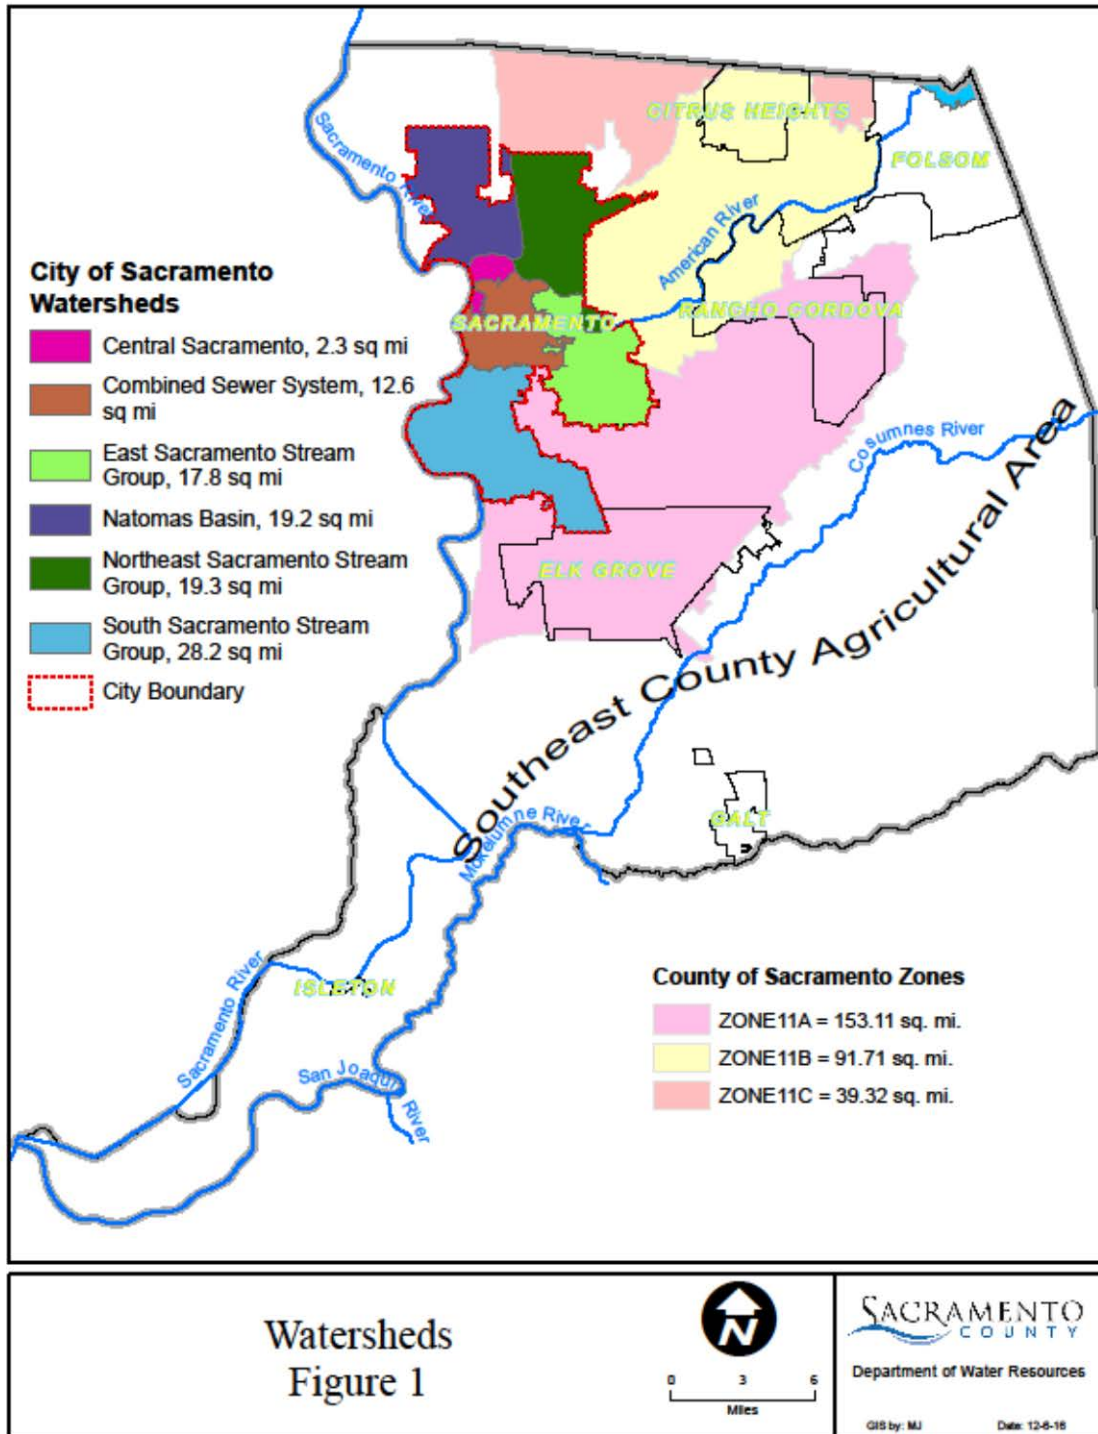 CITRUS HEIGHTS
FOLSOM
Sacramento River
American River
City of Sacramento
Watersheds
Central Sacramento, 2.3 sq mi
Combined Sewer System, 12.6
sq mi
East Sacramento Stream
Group, 17.8 sq mi
Natomas Basin, 19.2 sq mi
Northeast Sacramento Stream
Group, 19.3 sq mi
South Sacramento Stream
Group, 28.2 sq mi
City Boundary
SACRAMENTO
RANCHO CORDOVA
Cosumnes River
ELK GROVE
Southeast County Agricultural Area
Mokelumne River
GALT
ISLETON
Sacramento River
San Joaquin River
County of Sacramento Zones
ZONE11A = 153.11 sq. mi.
ZONE11B = 91.71 sq. mi.
ZONE11C = 39.32 sq. mi.
Watersheds
Figure 1
N
0 3 6
Miles
SACRAMENTO
COUNTY
Department of Water Resources
GIS by: MJ Date: 12-6-16